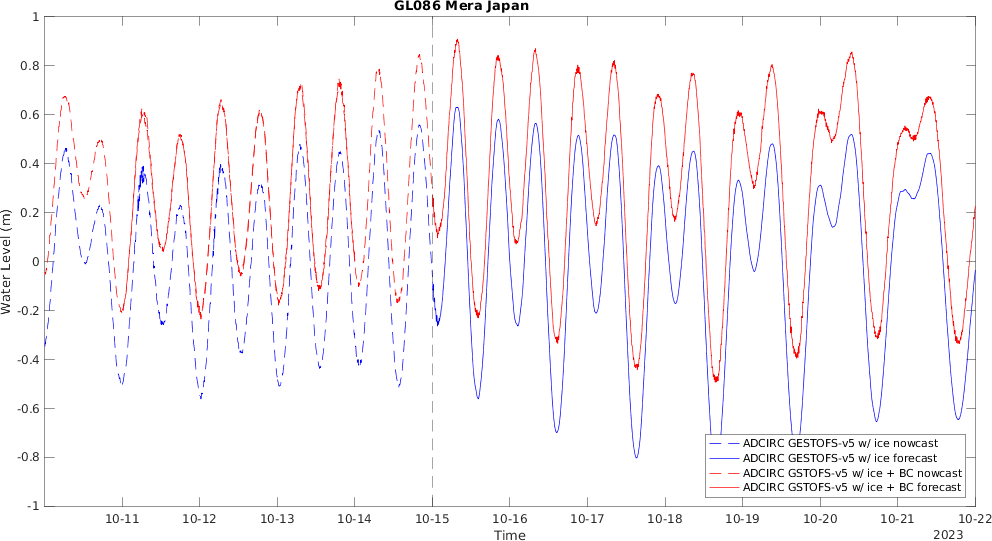 GL086 Mera Japan
Water Level (m)
1
0.8
0.6
0.4
0.2
0
-0.2
-0.4
-0.6
-0.8
-1
ADCIRC GESTOFS-v5 w/ ice nowcast
ADCIRC GESTOFS-v5 w/ ice forecast
ADCIRC GSTOFS-v5 w/ ice + BC nowcast
ADCIRC GSTOFS-v5 w/ ice + BC forecast
10-11 10-12 10-13 10-14 10-15 10-16 10-17 10-18 10-19 10-20 10-21 10-22
Time
2023